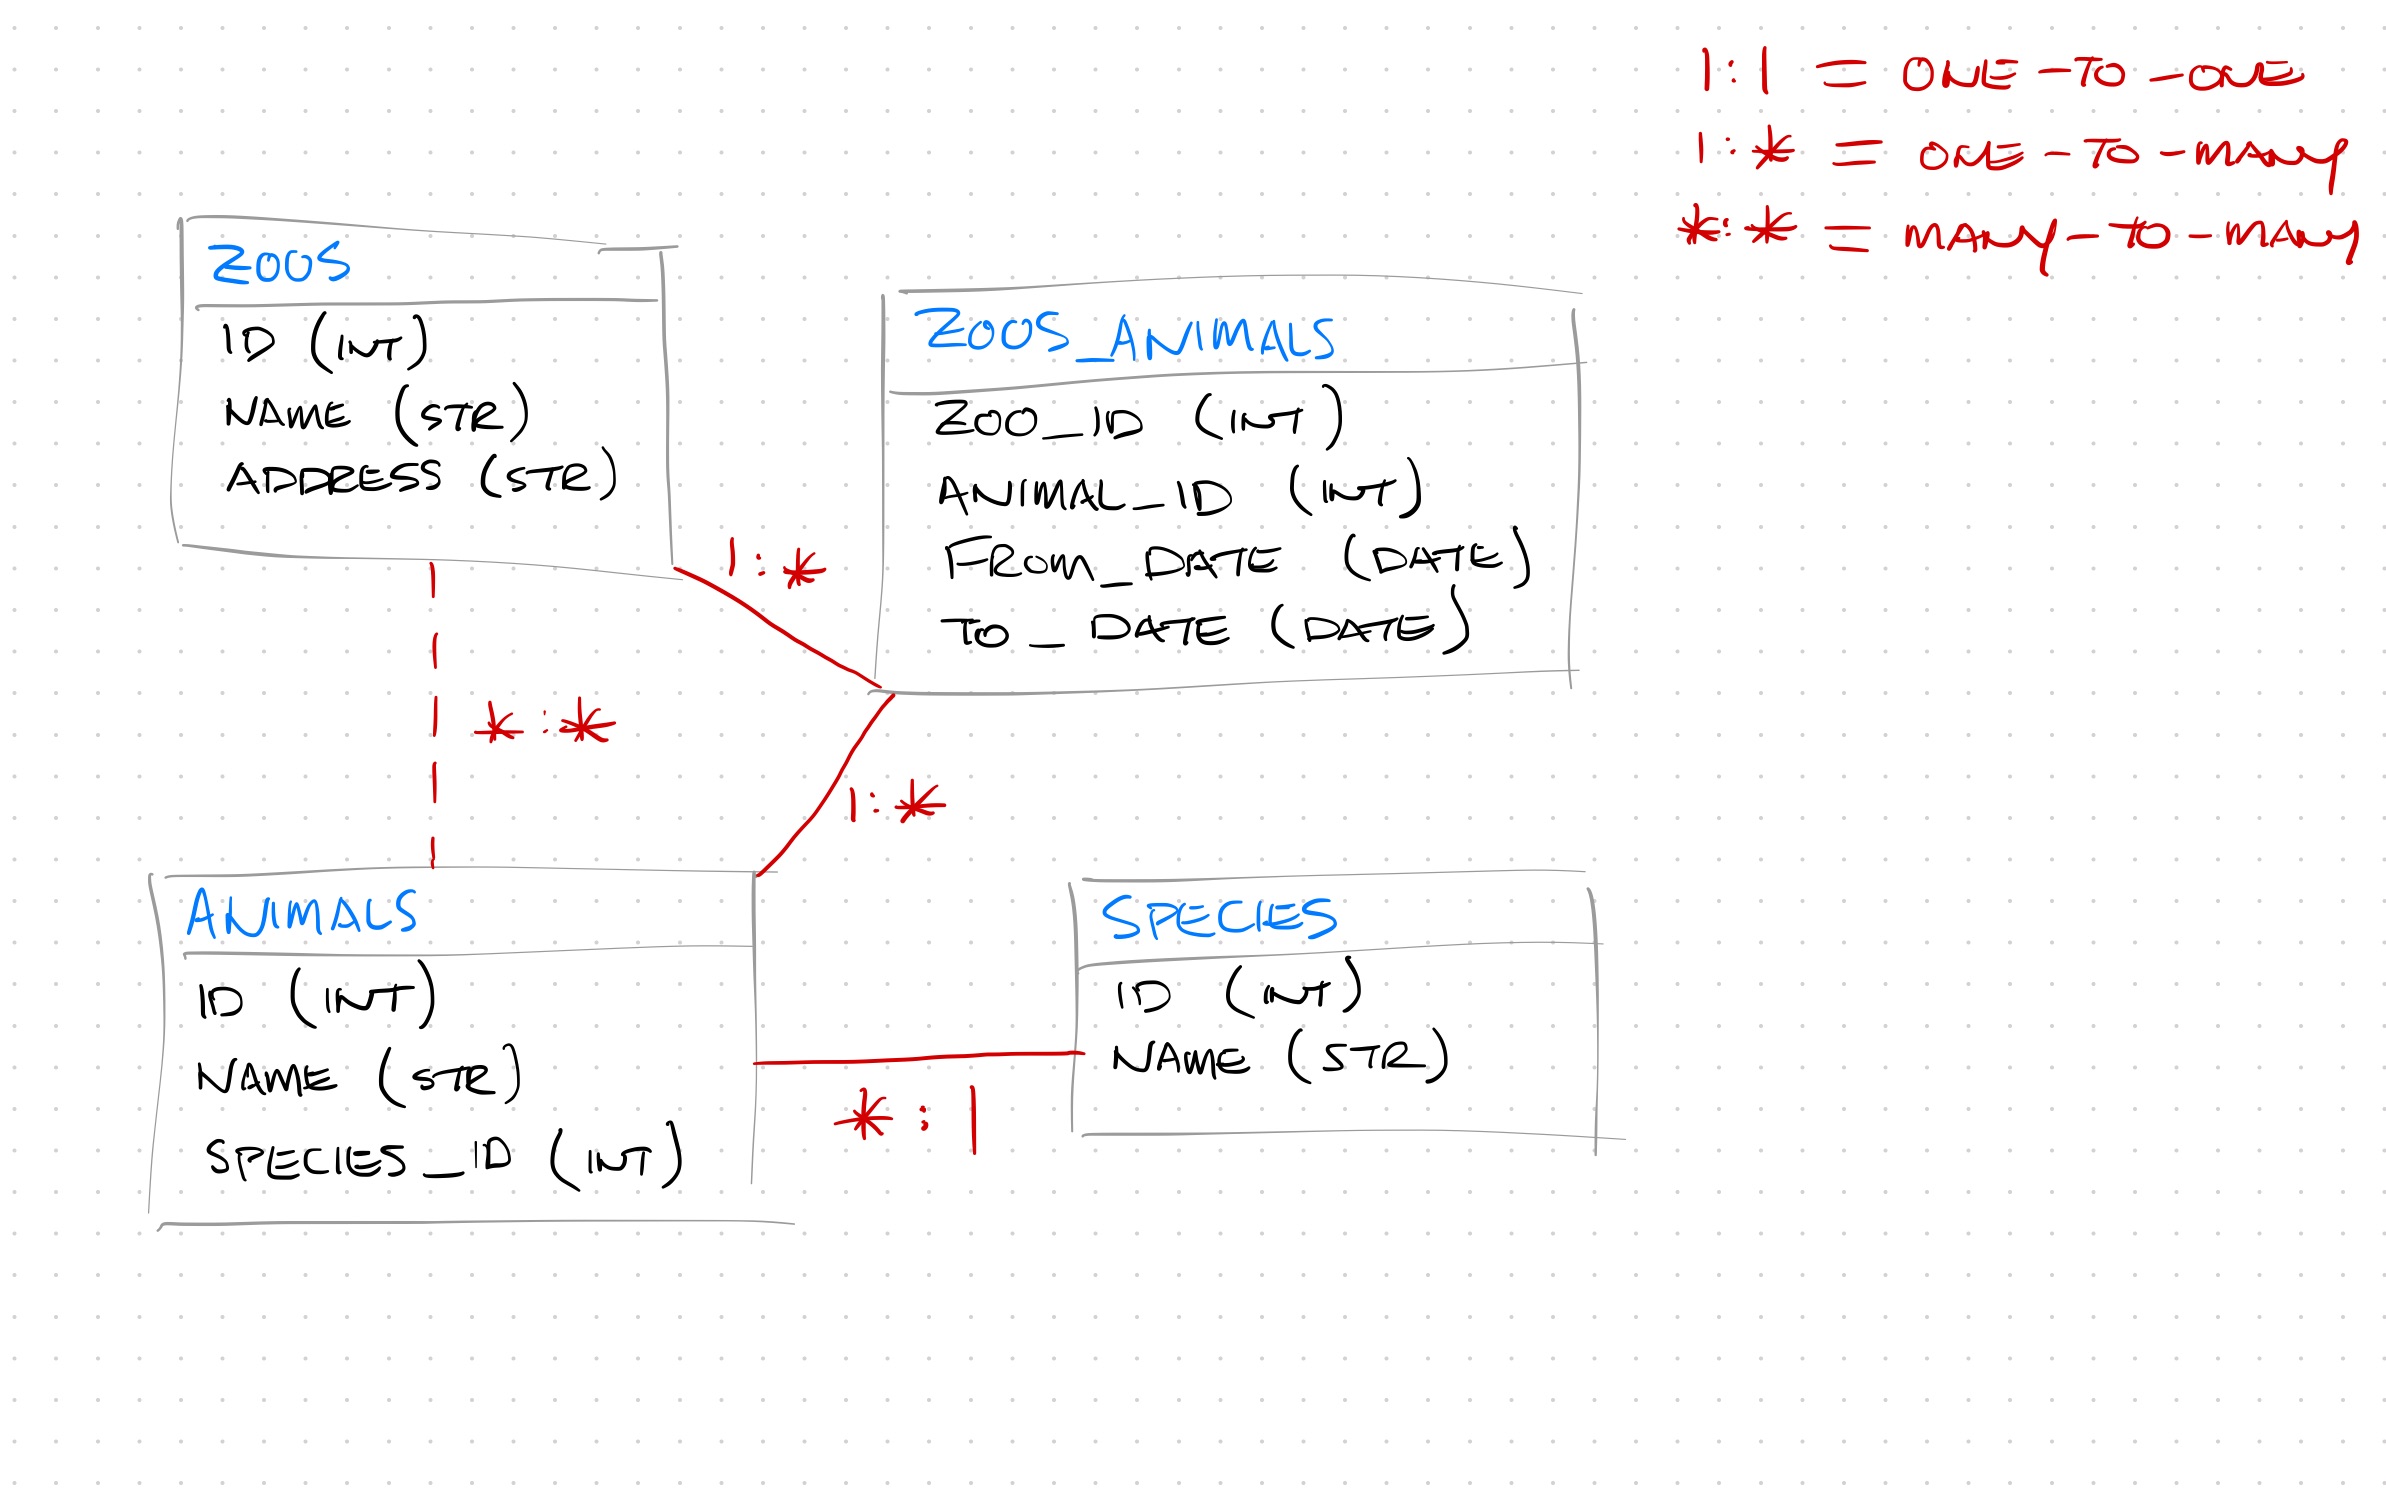 1:1 = ONE-TO-ONE
1:* = ONE-TO-MANY
*:* = MANY-TO-MANY
ZOOS
ID (INT)
NAME (STR)
ADDRESS (STR)
ZOOS_ANIMALS
ZOO_ID (INT)
ANIMAL_ID (INT)
FROM_DATE (DATE)
TO_DATE (DATE)
1:*
*:*
1:*
ANIMALS
ID (INT)
NAME (STR)
SPECIES_ID (INT)
*:1
SPECIES
ID (INT)
NAME (STR)